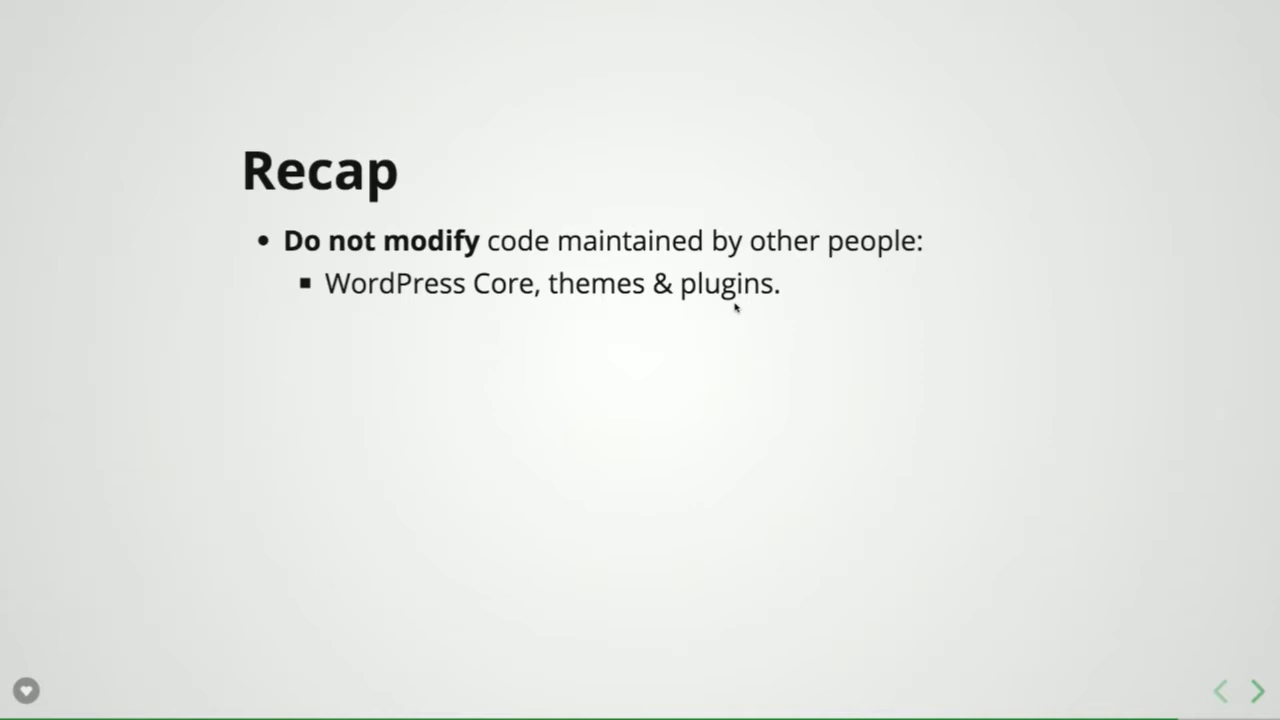 Recap
Do not modify code maintained by other people:
WordPress Core, themes & plugins.